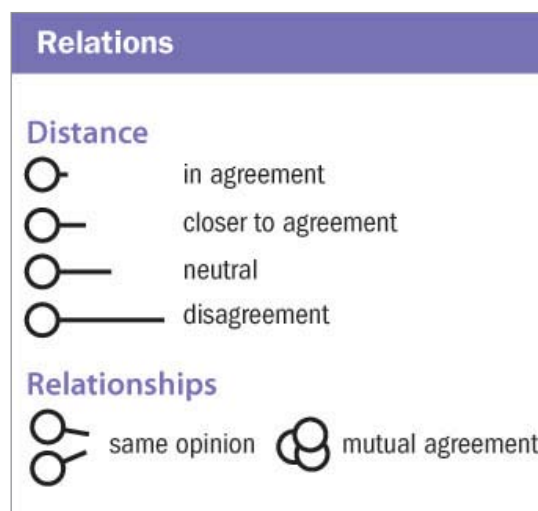 Relations
Distance
in agreement
closer to agreement
neutral
disagreement
Relationships
same opinion mutual agreement